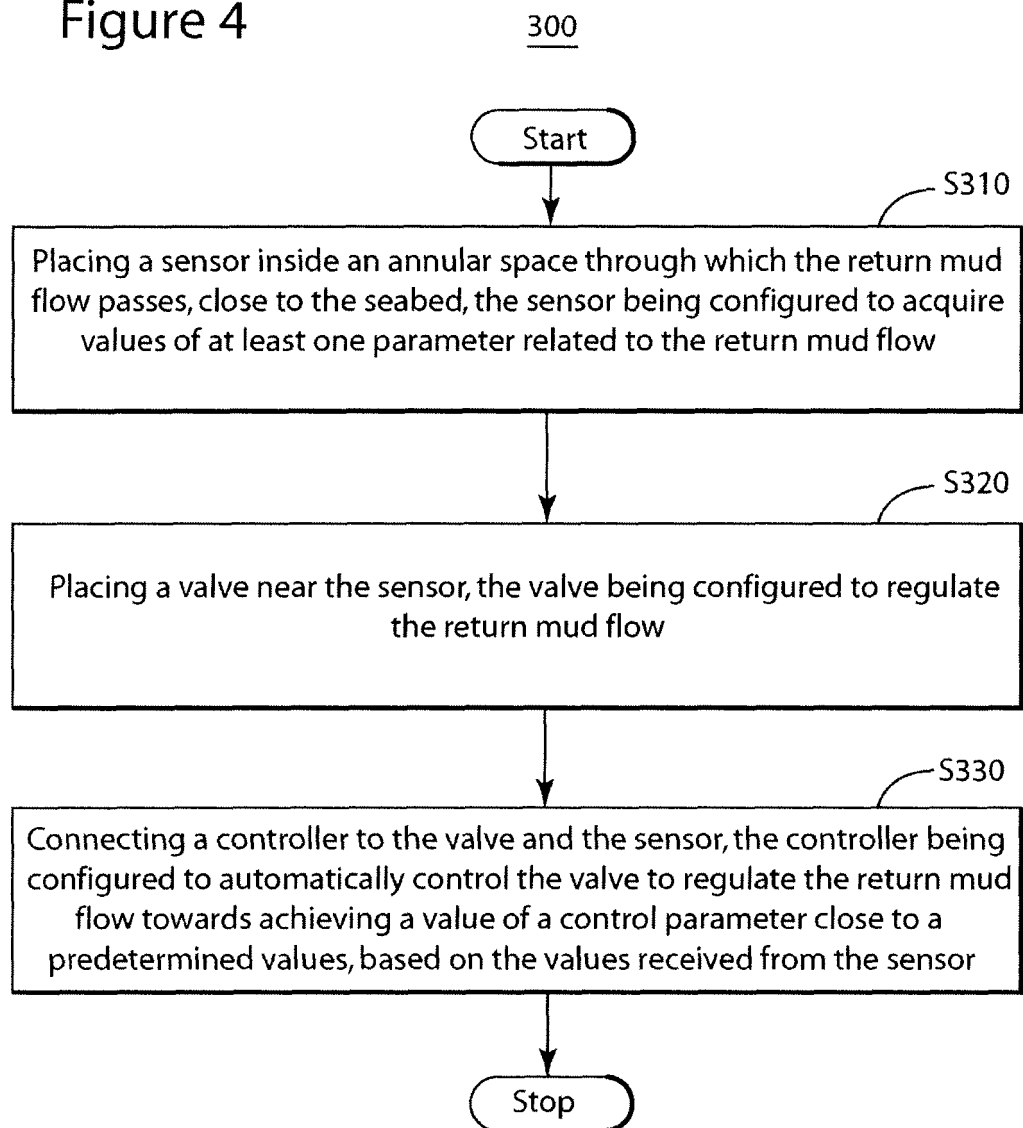 Figure 4
300
Start
S310
Placing a sensor inside an annular space through which the return mud
flow passes, close to the seabed, the sensor being configured to acquire
values of at least one parameter related to the return mud flow
S320
Placing a valve near the sensor, the valve being configured to regulate
the return mud flow
S330
Connecting a controller to the valve and the sensor, the controller being
configured to automatically control the valve to regulate the return mud
flow towards achieving a value of a control parameter close to a
predetermined values, based on the values received from the sensor
Stop